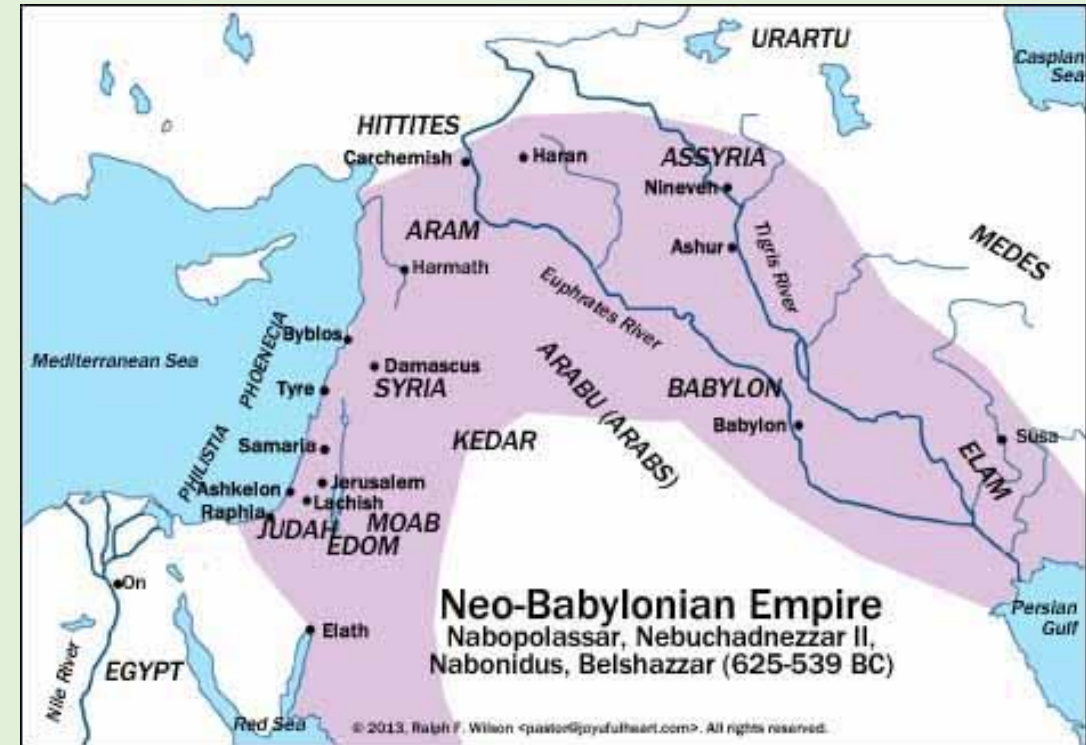 URARTU
Caspian
Sea
HITTITES
Carchemish
Haran
ASSYRIA
Nineveh
MEDES
ARAM
Ashur
Tigris River
Harmath
Euphrates River
Byblos
PHOENECIA
Mediterranean Sea
Damascus
ARABU (ARABS)
Tyre
SYRIA
BABYLON
Babylon
KEDAR
Samaria
PHILISTIA
Susa
ELAM
Jerusalem
Ashkelon
Lachish
Raphia
MOAB
JUDAH
EDOM
On
Neo-Babylonian Empire
Nabopolassar, Nebuchadnezzar II,
Nabonidus, Belshazzar (625-539 BC)
Persian
Gulf
Elath
EGYPT
Nile River
Red Sea
© 2013, Ralph F. Wilson <pastor@joyfulheart.com>. All rights reserved.